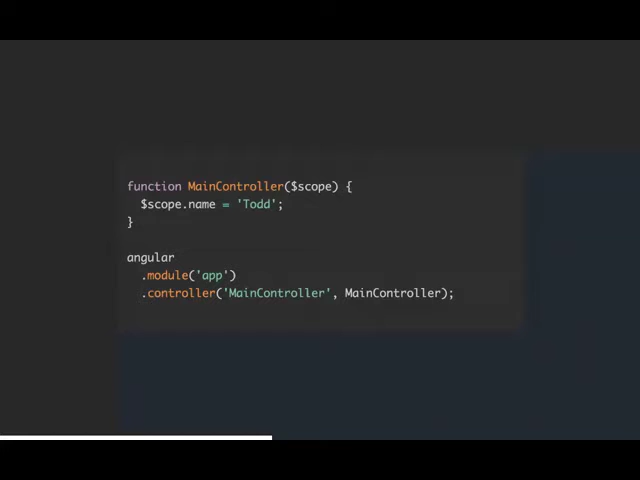 function MainController($scope) {
$scope.name = 'Todd';
}
angular
.module('app')
.controller('MainController', MainController);